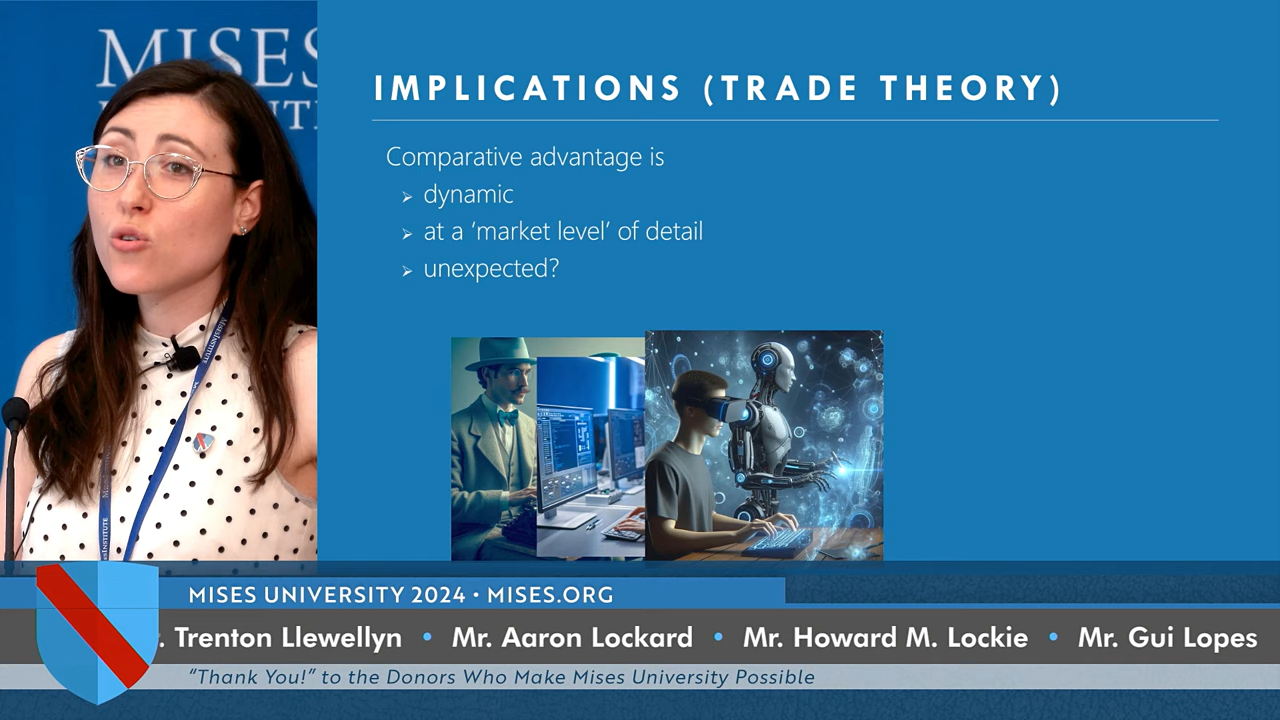 MISES
IMPLICATIONS (TRADE THEORY)
Comparative advantage is
➢ dynamic
➢ at a ‘market level’ of detail
➢ unexpected?
MISES UNIVERSITY 2024 • MISES.ORG
. Trenton Llewellyn • Mr. Aaron Lockard • Mr. Howard M. Lockie • Mr. Gui Lopes
“Thank You!” to the Donors Who Make Mises University Possible